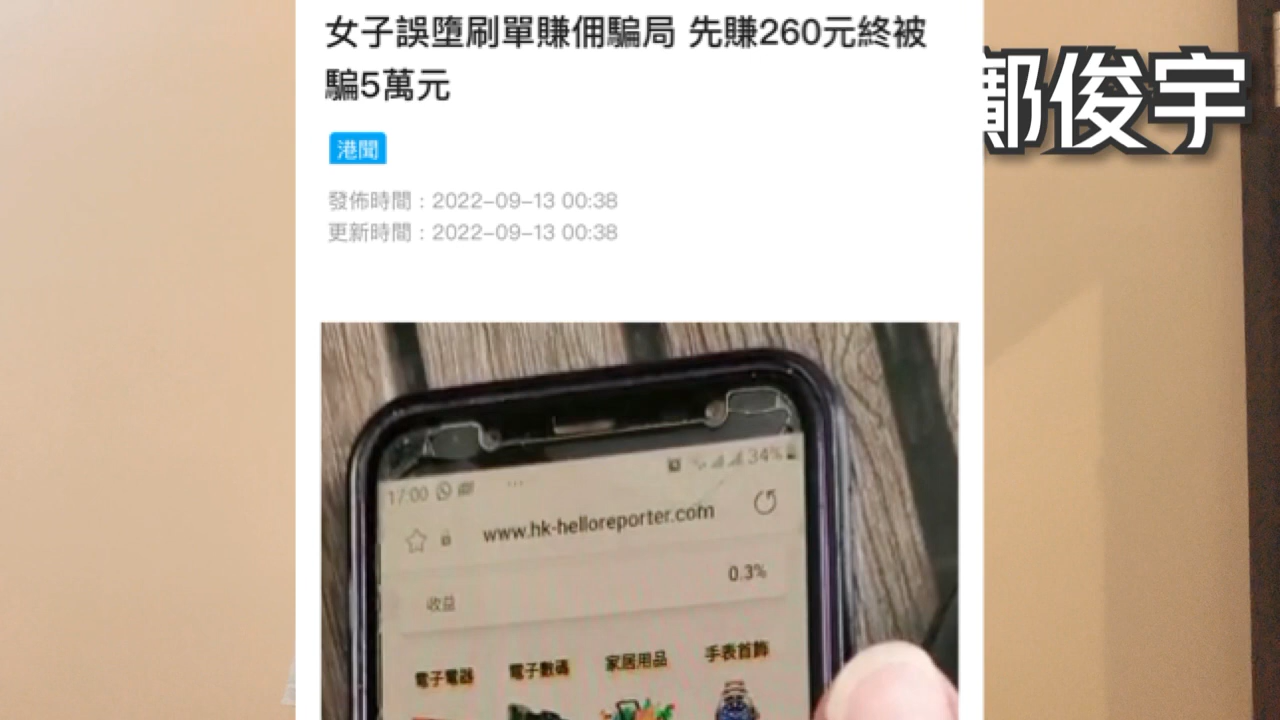 女子誤墮刷單賺佣騙局 先賺260元終被
騙5萬元
鄺俊宇
港聞
發佈時間：2022-09-13 00:38
更新時間：2022-09-13 00:38
17:00 ... 34%
www.hk-helloreporter.com
收益 0.3%
電子電器 電子數碼 家居用品 手表首飾